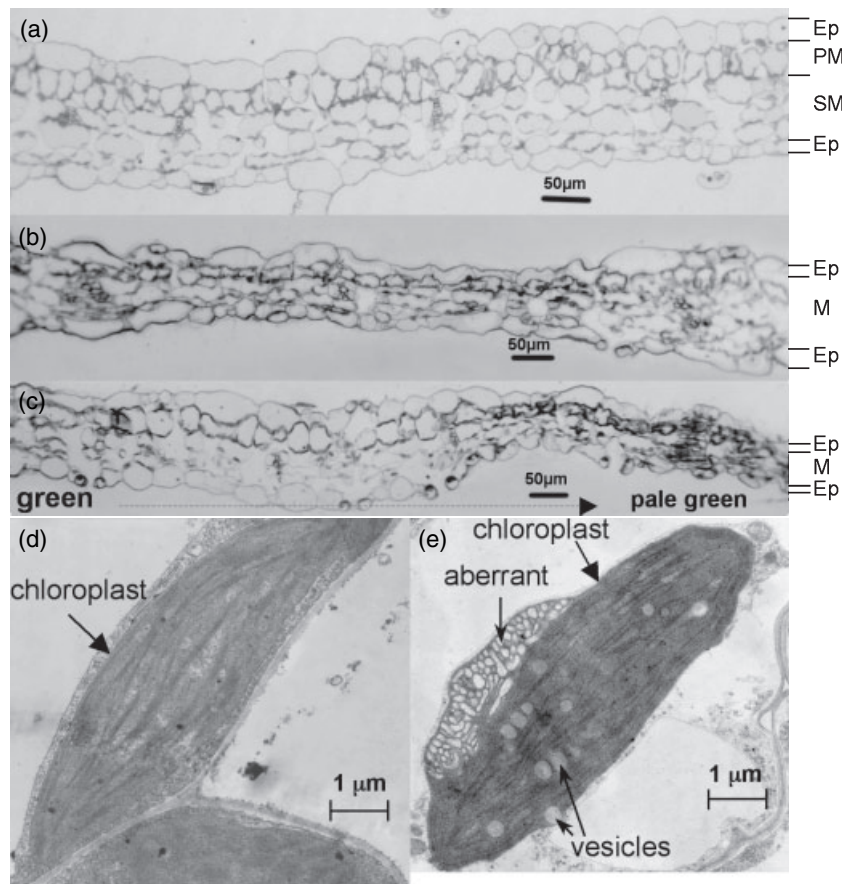 (a)
Ep
PM
SM
Ep
50µm
(b)
Ep
M
Ep
50µm
(c)
Ep
M
Ep
50µm
green
pale green
(d)
chloroplast
1 µm
(e)
chloroplast
aberrant
1 µm
vesicles